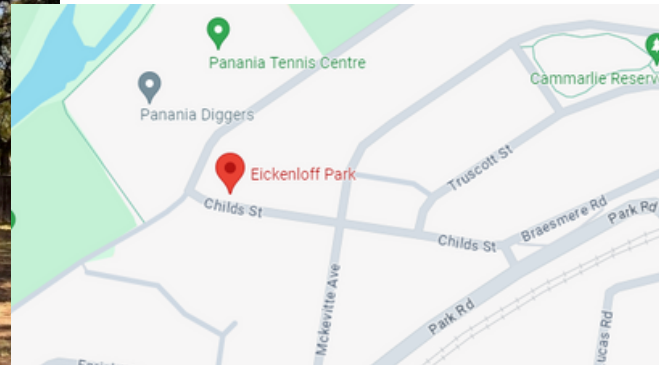 Panania Tennis Centre
Cammarlie Reserve
Panania Diggers
Eickenloff Park
Truscott St
Childs St
Braesmere Rd
Park Rd
Childs St
Mckevitte Ave
Park Rd